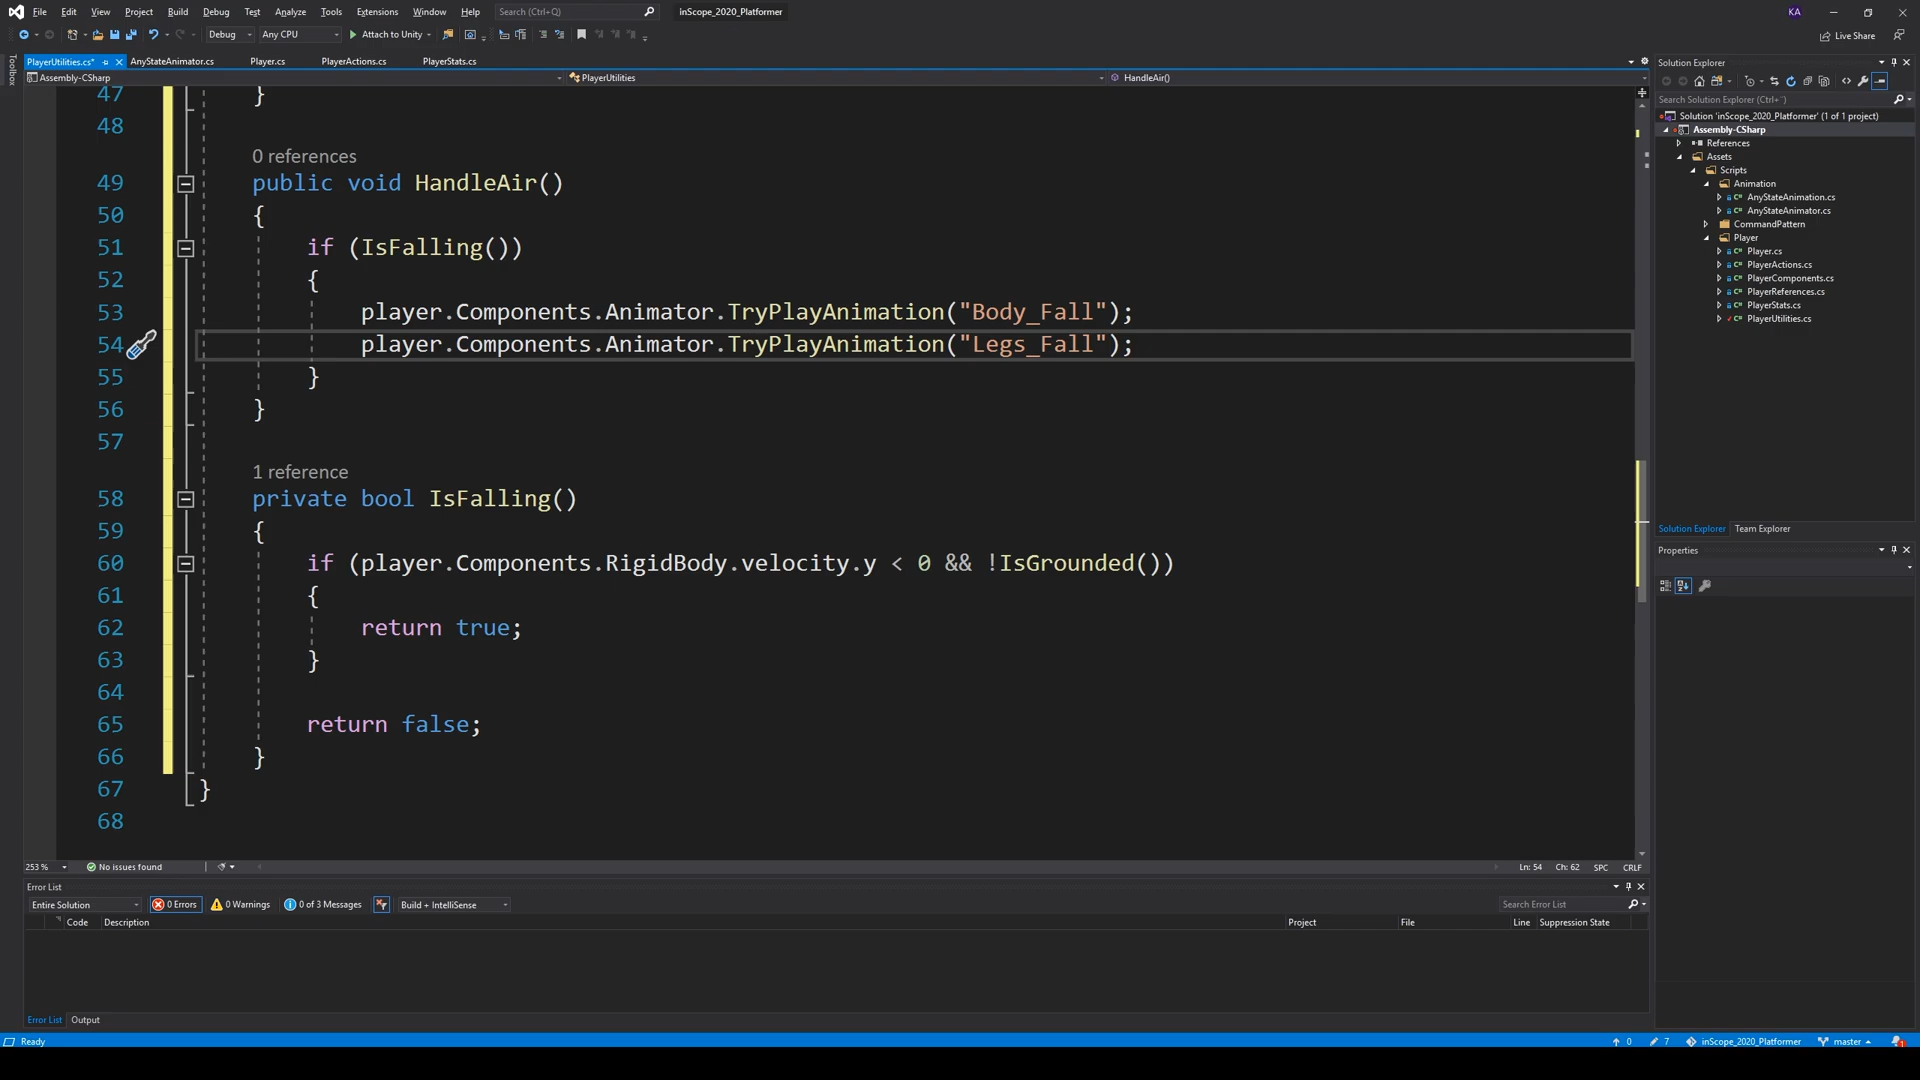 File Edit View Project Build Debug Test Analyze Tools Extensions Window Help Search (Ctrl+Q) inScope_2020_Platformer KA
Debug Any CPU Attach to Unity Live Share
Toolbox
PlayerUtilities.cs* AnyStateAnimator.cs Player.cs PlayerActions.cs PlayerStats.cs
Assembly-CSharp PlayerUtilities HandleAir()
47 }
48
0 references
49 public void HandleAir()
50 {
51 if (IsFalling())
52 {
53 player.Components.Animator.TryPlayAnimation("Body_Fall");
54 player.Components.Animator.TryPlayAnimation("Legs_Fall");
55 }
56 }
57
1 reference
58 private bool IsFalling()
59 {
60 if (player.Components.RigidBody.velocity.y < 0 && !IsGrounded())
61 {
62 return true;
63 }
64
65 return false;
66 }
67 }
68
253 % No issues found Ln: 54 Ch: 62 SPC CRLF
Error List
Entire Solution 0 Errors 0 Warnings 0 of 3 Messages Build + IntelliSense Search Error List
Code Description Project File Line Suppression State
Error List Output
Solution Explorer
Search Solution Explorer (Ctrl+¨)
Solution 'inScope_2020_Platformer' (1 of 1 project)
Assembly-CSharp
References
Assets
Scripts
Animation
AnyStateAnimation.cs
AnyStateAnimator.cs
CommandPattern
Player
Player.cs
PlayerActions.cs
PlayerComponents.cs
PlayerReferences.cs
PlayerStats.cs
PlayerUtilities.cs
Solution Explorer Team Explorer
Properties
Ready 0 7 inScope_2020_Platformer master 1